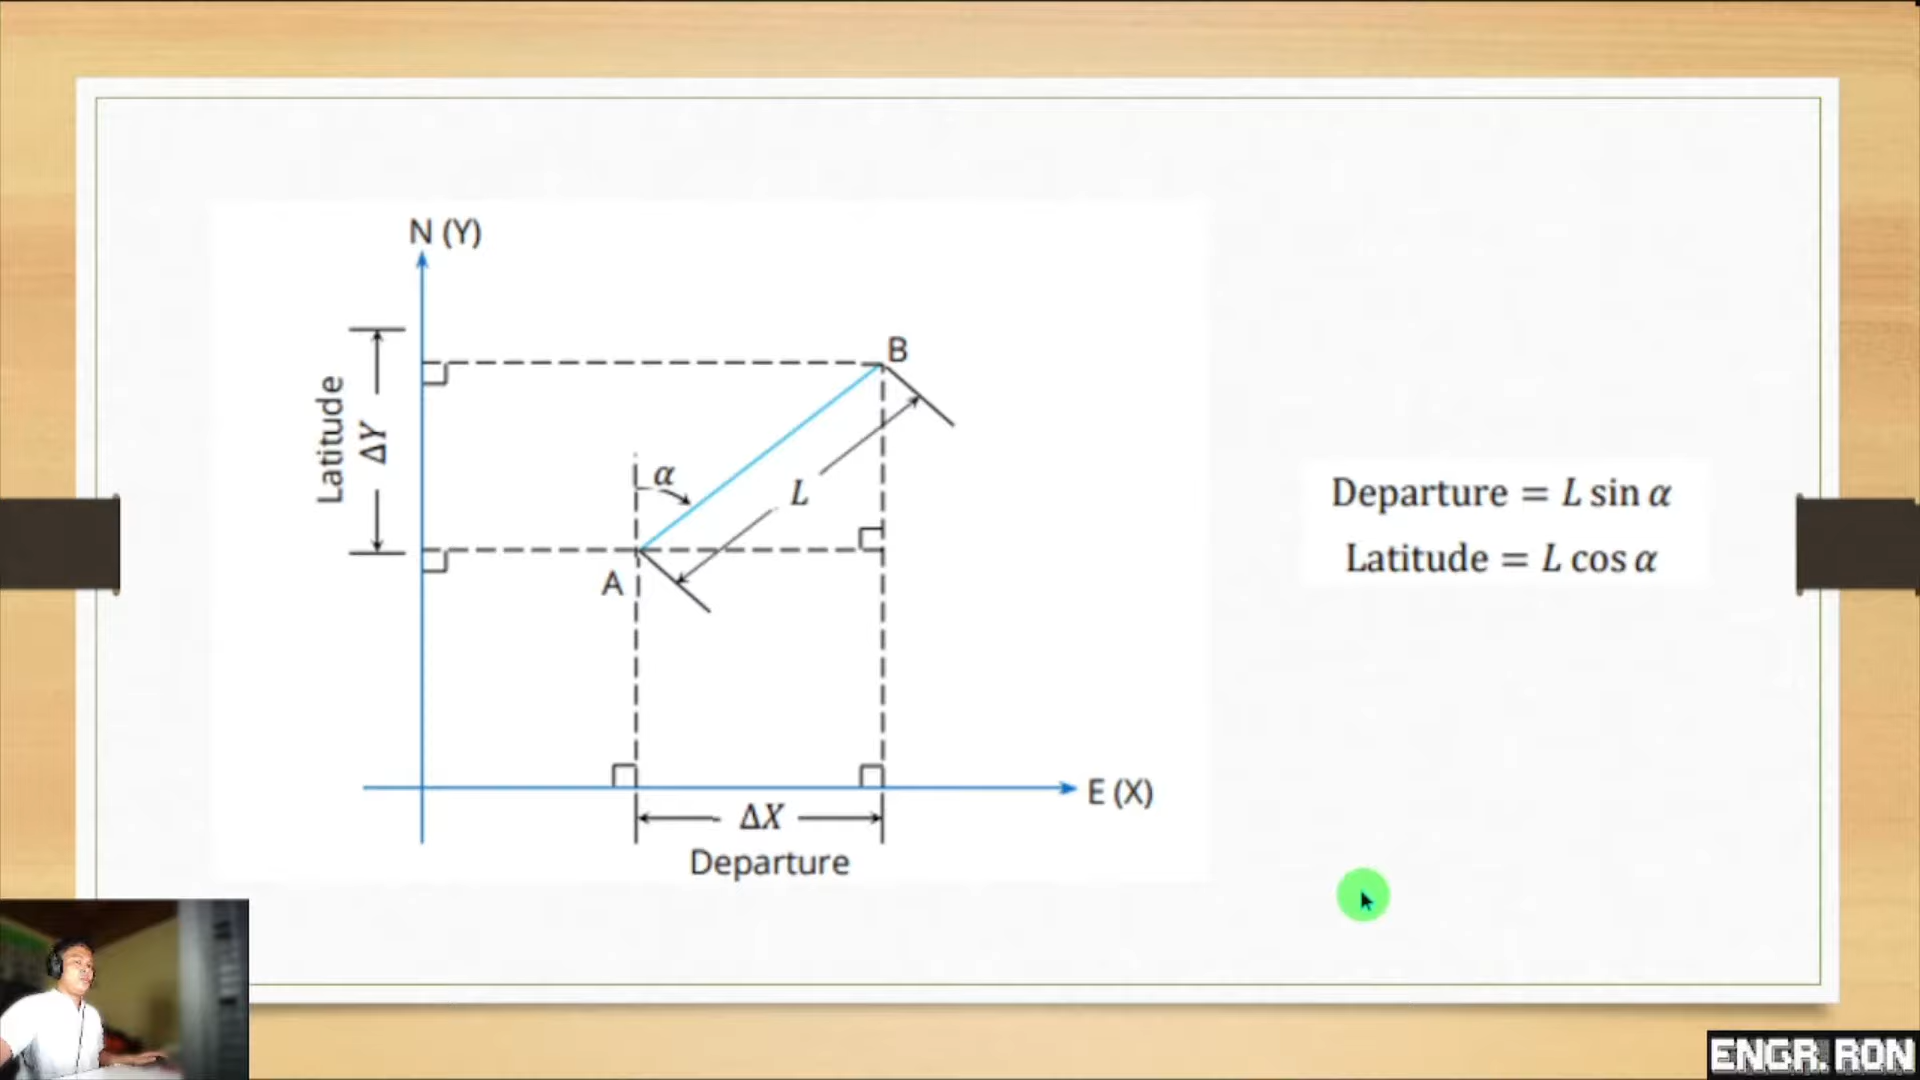 N (Y)
B
Latitude
ΔY
α
L
A
Departure = L sin α
Latitude = L cos α
E (X)
ΔX
Departure
ENGR. RON